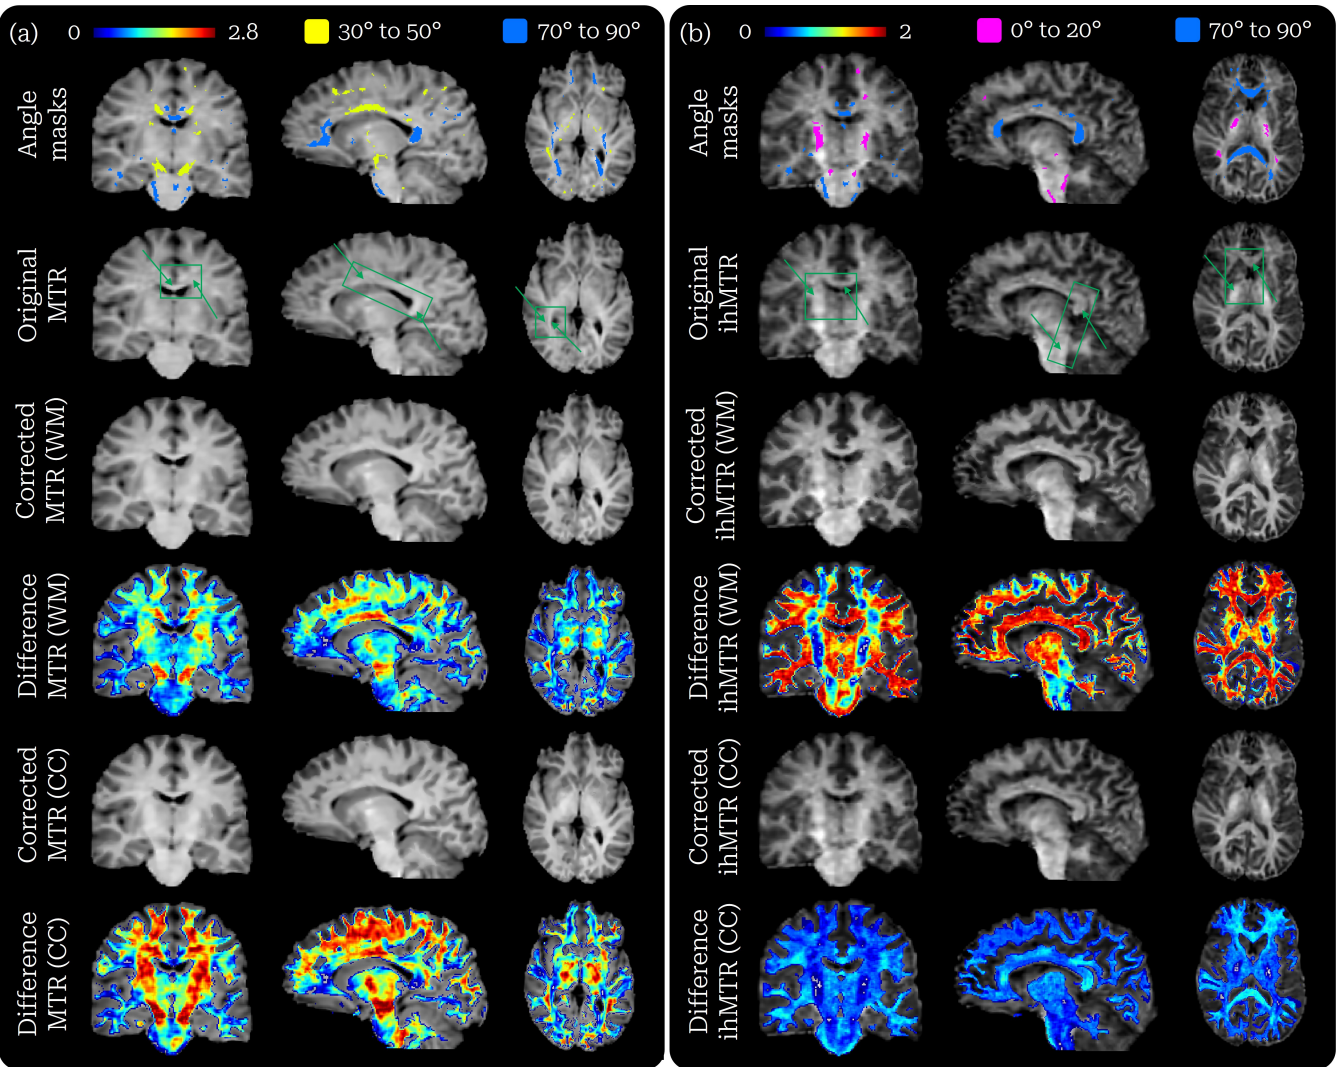 (a) 0 2.8 30° to 50° 70° to 90°
Angle
masks
Original
MTR
Corrected
MTR (WM)
Difference
MTR (WM)
Corrected
MTR (CC)
Difference
MTR (CC)
(b) 0 2 0° to 20° 70° to 90°
Angle
masks
Original
ihMTR
Corrected
ihMTR (WM)
Difference
ihMTR (WM)
Corrected
ihMTR (CC)
Difference
ihMTR (CC)